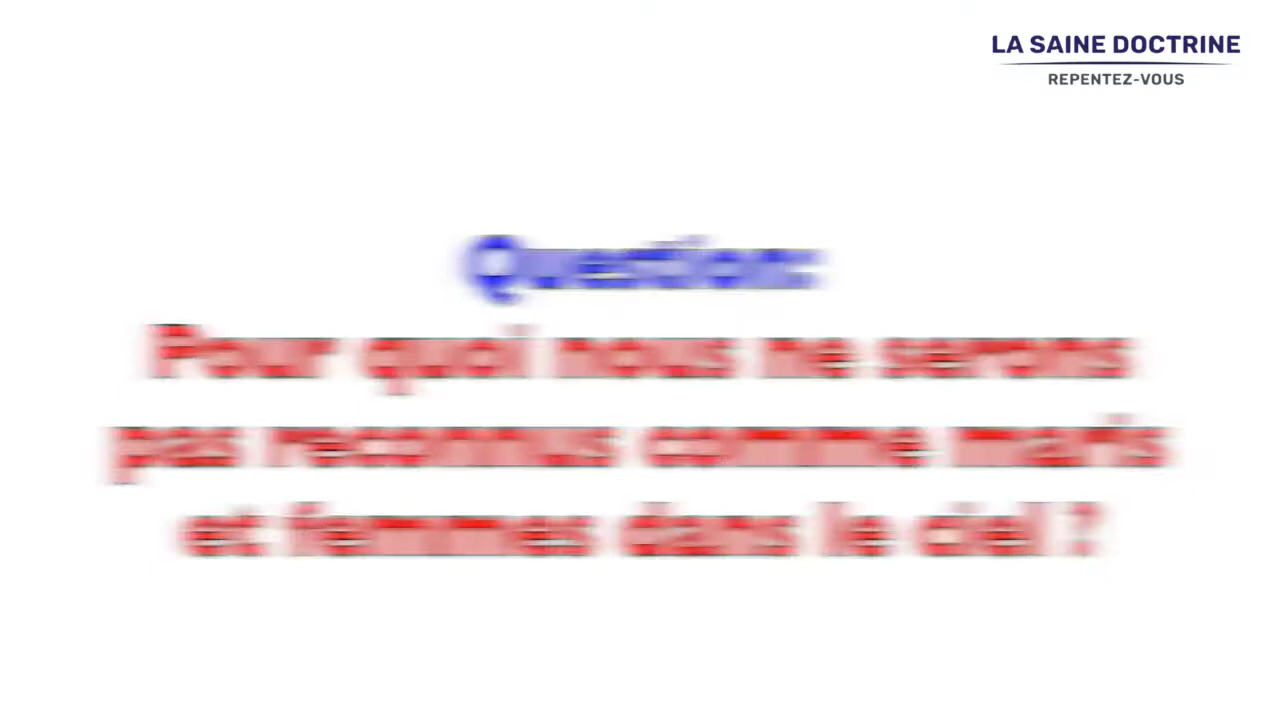 LA SAINE DOCTRINE
REPENTEZ-VOUS
Question:
Pour quoi nous ne serons
pas reconnus comme maris
et femmes dans le ciel ?